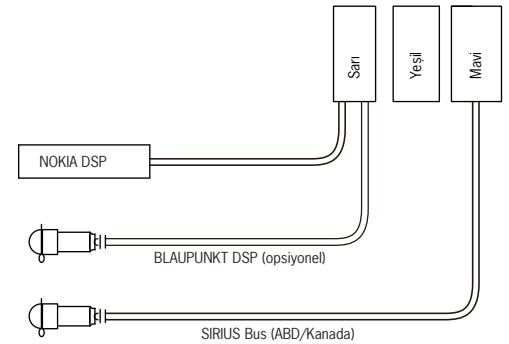 Sarı
Yeşil
Mavi
NOKIA DSP
BLAUPUNKT DSP (opsiyonel)
SIRIUS Bus (ABD/Kanada)